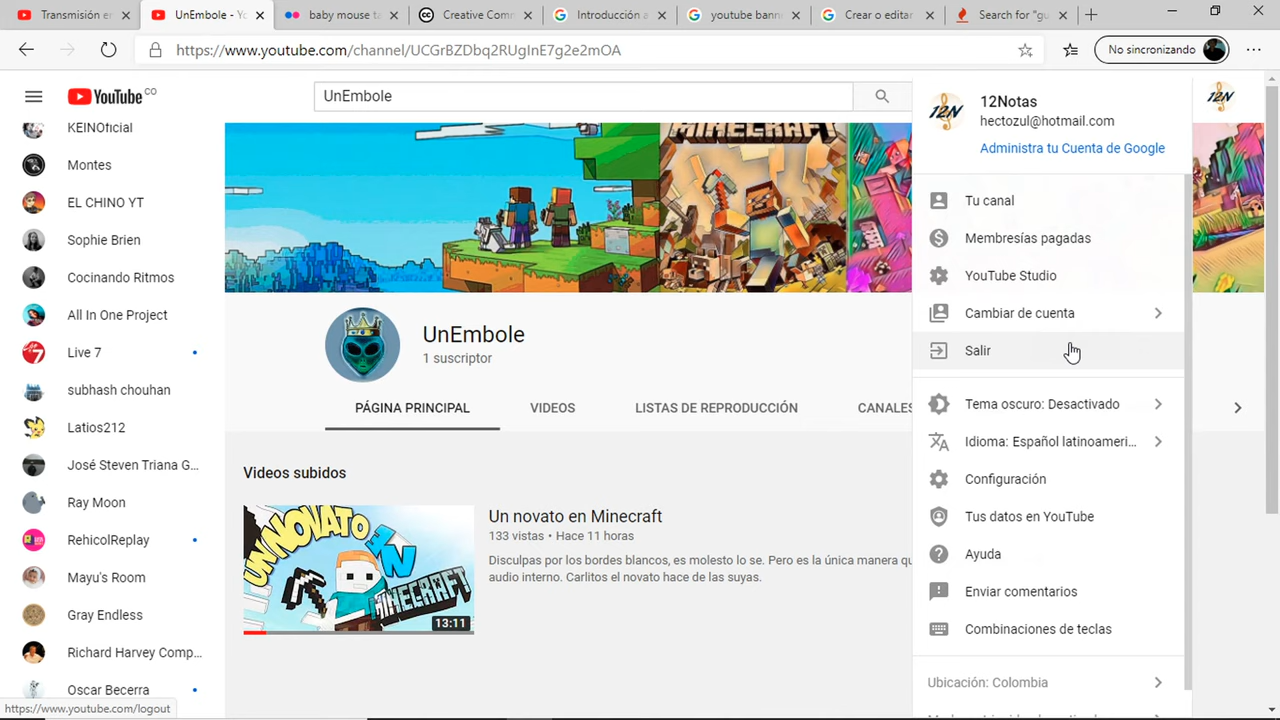 Transmisión en
UnEmbole - Yo
baby mouse ta
Creative Comm
Introducción a
youtube bann
Crear o editar
Search for "gu
https://www.youtube.com/channel/UCGrBZDbq2RUgInE7g2e2mOA
No sincronizando
YouTube CO
UnEmbole
12N
12Notas
hectozul@hotmail.com
Administra tu Cuenta de Google
12N
KEINOficial
Montes
EL CHINO YT
Sophie Brien
Cocinando Ritmos
All In One Project
Live 7
subhash chouhan
Latios212
José Steven Triana G...
Ray Moon
RehicolReplay
Mayu's Room
Gray Endless
Richard Harvey Comp...
Oscar Becerra
https://www.youtube.com/logout
MINECRAFT
UnEmbole
1 suscriptor
PÁGINA PRINCIPAL
VIDEOS
LISTAS DE REPRODUCCIÓN
CANALES
Videos subidos
UN NOVATO
EN
MINECRAFT
13:11
Un novato en Minecraft
133 vistas • Hace 11 horas
Disculpas por los bordes blancos, es molesto lo se. Pero es la única manera q
audio interno. Carlitos el novato hace de las suyas.
Tu canal
Membresías pagadas
YouTube Studio
Cambiar de cuenta
Salir
Tema oscuro: Desactivado
Idioma: Español latinoameri...
Configuración
Tus datos en YouTube
Ayuda
Enviar comentarios
Combinaciones de teclas
Ubicación: Colombia